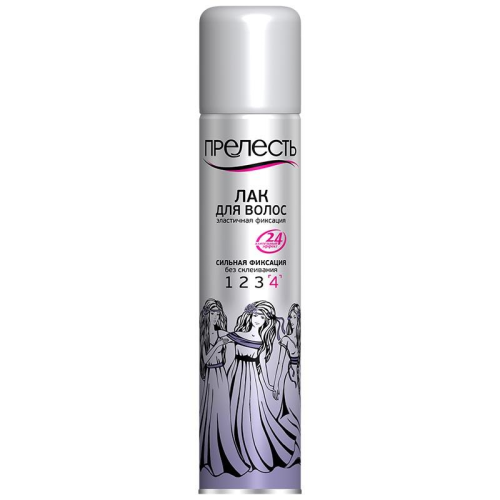 ПРЕЛЕСТЬ
ЛАК
ДЛЯ ВОЛОС
эластичная фиксация
24
СИЛЬНАЯ ФИКСАЦИЯ
без склеивания
1 2 3 4